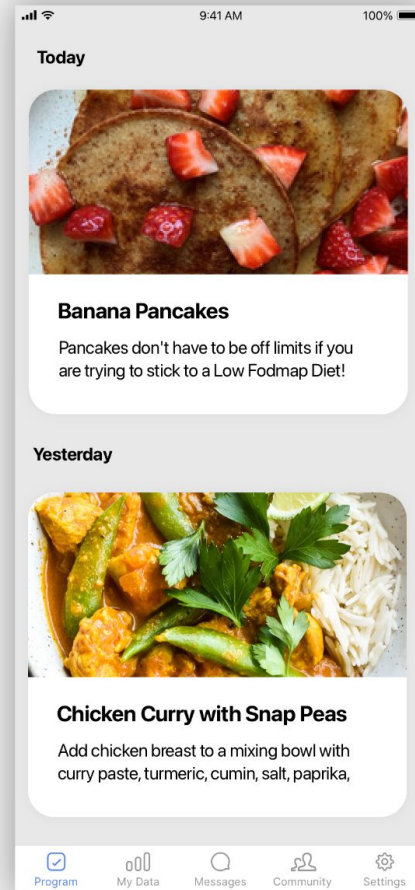 9:41 AM 100%
Today
Banana Pancakes
Pancakes don't have to be off limits if you
are trying to stick to a Low Fodmap Diet!
Yesterday
Chicken Curry with Snap Peas
Add chicken breast to a mixing bowl with
curry paste, turmeric, cumin, salt, paprika,
Program My Data Messages Community Settings